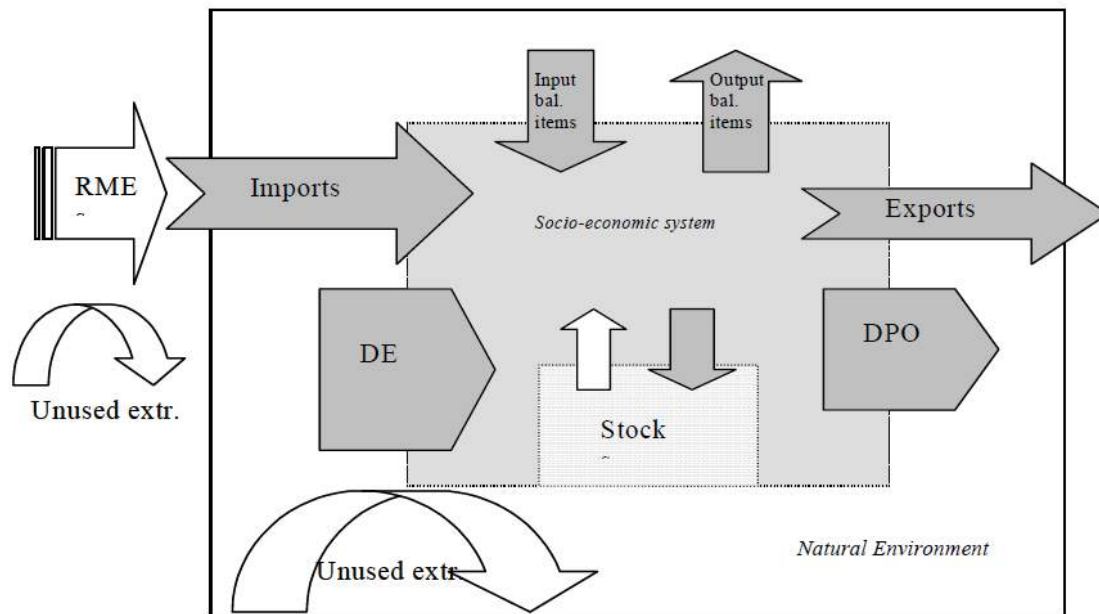 Input
bal.
items
Output
bal.
items
RME
Imports
Exports
Socio-economic system
DE
DPO
Unused extr.
Stock
Natural Environment
Unused extr.